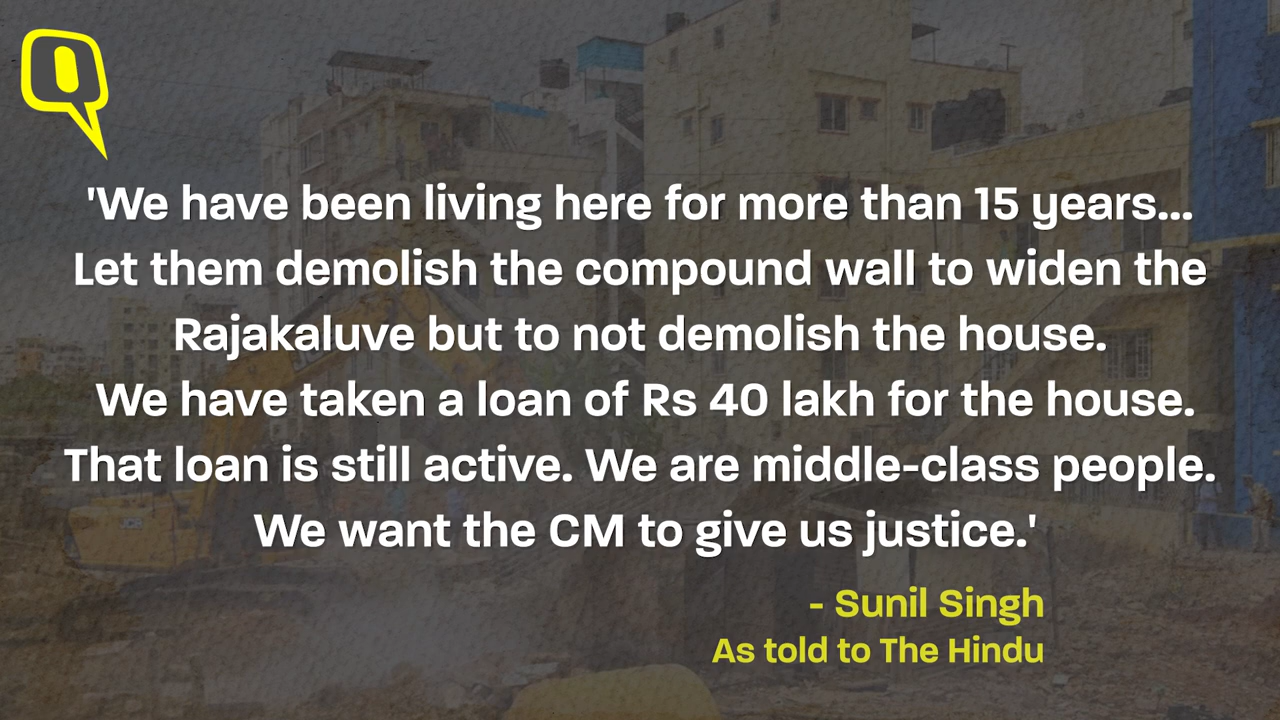 'We have been living here for more than 15 years...
Let them demolish the compound wall to widen the
Rajakaluve but to not demolish the house.
We have taken a loan of Rs 40 lakh for the house.
That loan is still active. We are middle-class people.
We want the CM to give us justice.'
- Sunil Singh
As told to The Hindu